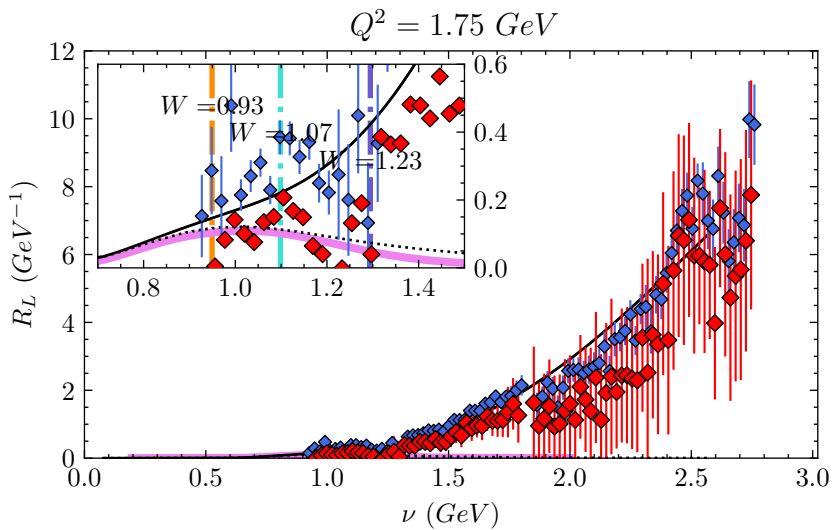 Q² = 1.75 GeV
12
10
8
6
4
2
0
R_L (GeV⁻¹)
0.6
0.4
0.2
0.0
W =0.93
W =1.07
W =1.23
0.8 1.0 1.2 1.4
0.0 0.5 1.0 1.5 2.0 2.5 3.0
ν (GeV)